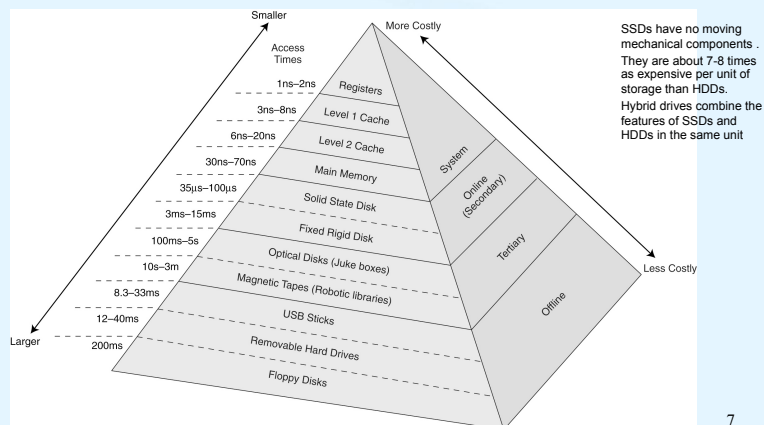 Smaller
More Costly
SSDs have no moving
mechanical components .
They are about 7-8 times
as expensive per unit of
storage than HDDs.
Hybrid drives combine the
features of SSDs and
HDDs in the same unit
Access
Times
1ns–2ns
Registers
3ns–8ns
Level 1 Cache
6ns–20ns
Level 2 Cache
30ns–70ns
Main Memory
35µs–100µs
Solid State Disk
3ms–15ms
Fixed Rigid Disk
100ms–5s
Optical Disks (Juke boxes)
10s–3m
Magnetic Tapes (Robotic libraries)
8.3–33ms
USB Sticks
12–40ms
Removable Hard Drives
200ms
Floppy Disks
System
Online
(Secondary)
Tertiary
Offline
Less Costly
Larger
7